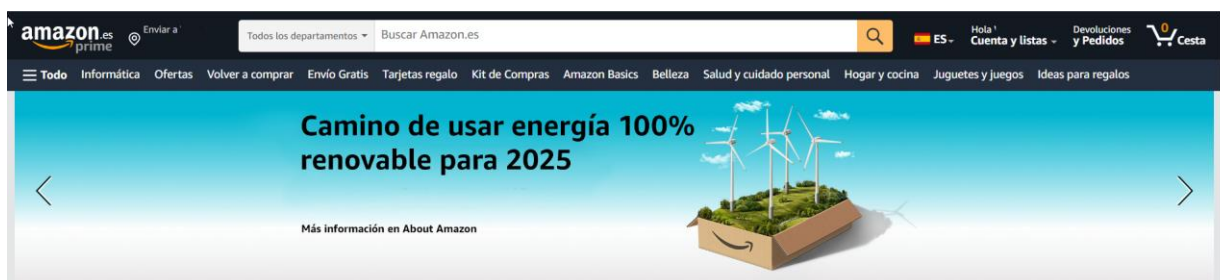 amazon.es
prime
Enviar a
Todos los departamentos
Buscar Amazon.es
ES
Hola
Cuenta y listas
Devoluciones
y Pedidos
0
Cesta
Todo Informática Ofertas Volver a comprar Envío Gratis Tarjetas regalo Kit de Compras Amazon Basics Belleza Salud y cuidado personal Hogar y cocina Juguetes y juegos Ideas para regalos
Camino de usar energía 100%
renovable para 2025
Más información en About Amazon